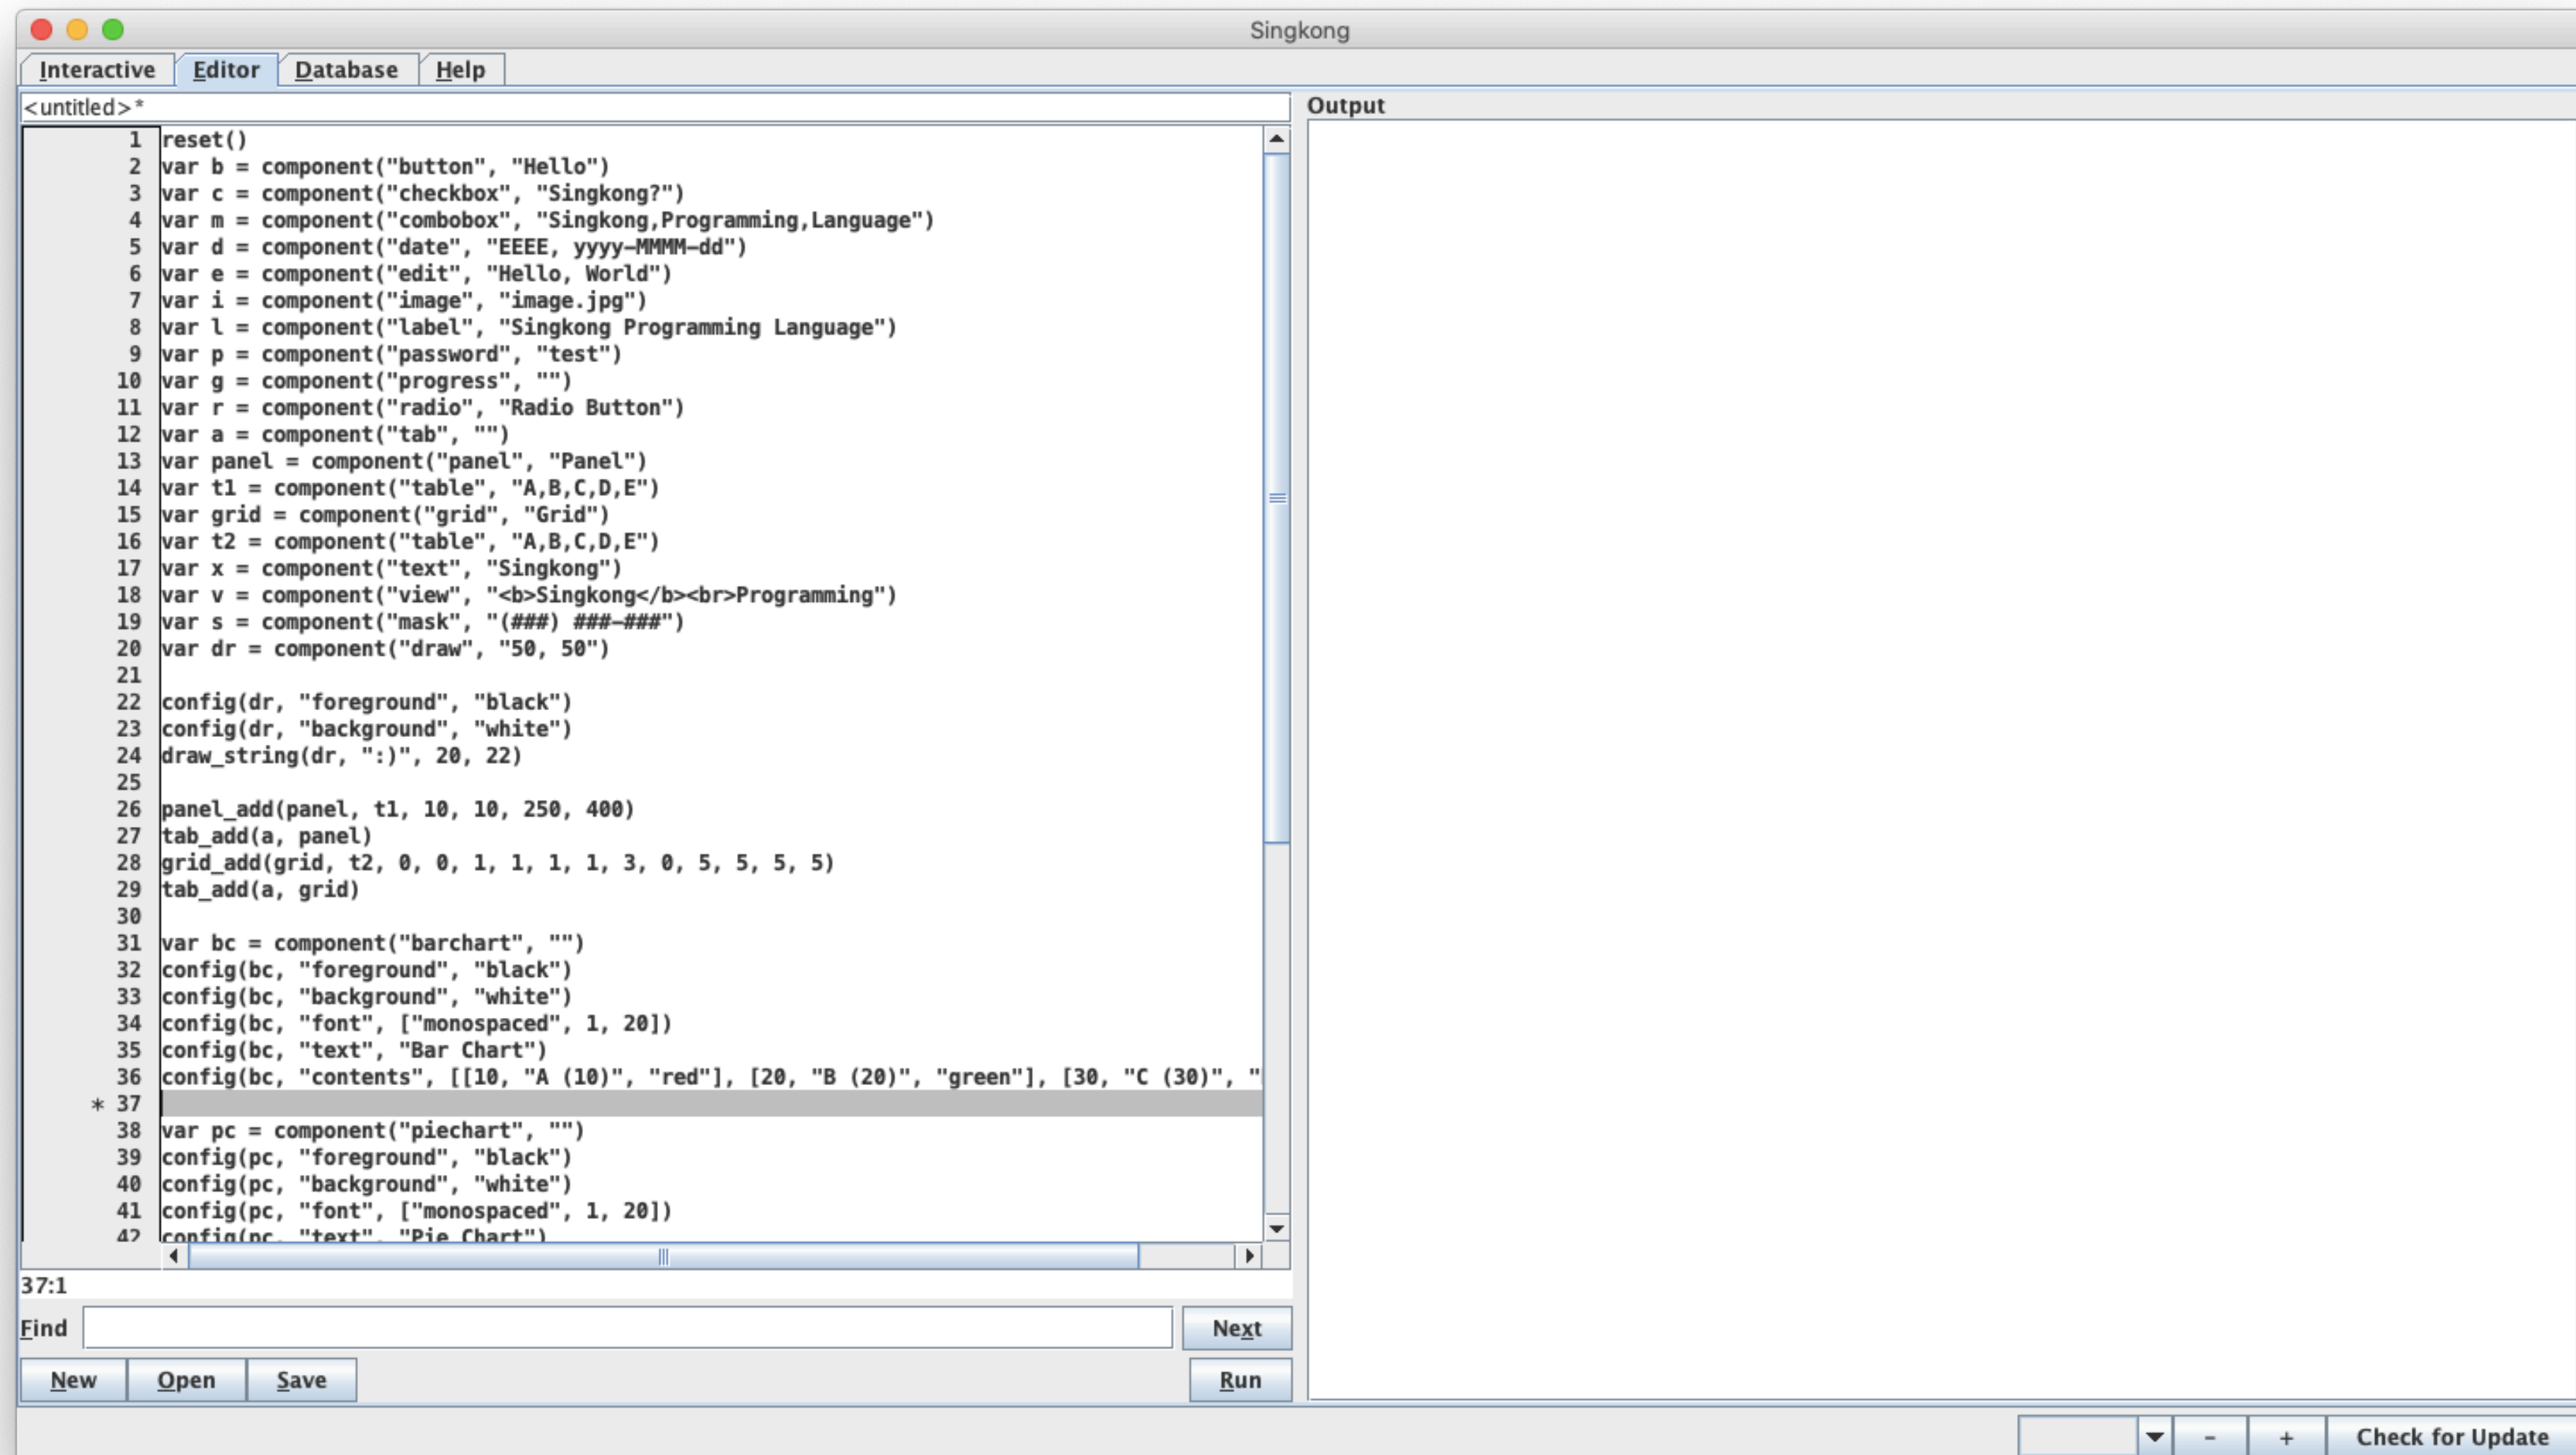 Singkong
Interactive Editor Database Help
<untitled>*
Output
1 reset()
2 var b = component("button", "Hello")
3 var c = component("checkbox", "Singkong?")
4 var m = component("combobox", "Singkong,Programming,Language")
5 var d = component("date", "EEEE, yyyy-MMMM-dd")
6 var e = component("edit", "Hello, World")
7 var i = component("image", "image.jpg")
8 var l = component("label", "Singkong Programming Language")
9 var p = component("password", "test")
10 var g = component("progress", "")
11 var r = component("radio", "Radio Button")
12 var a = component("tab", "")
13 var panel = component("panel", "Panel")
14 var t1 = component("table", "A,B,C,D,E")
15 var grid = component("grid", "Grid")
16 var t2 = component("table", "A,B,C,D,E")
17 var x = component("text", "Singkong")
18 var v = component("view", "<b>Singkong</b><br>Programming")
19 var s = component("mask", "(###) ###-###")
20 var dr = component("draw", "50, 50")
21
22 config(dr, "foreground", "black")
23 config(dr, "background", "white")
24 draw_string(dr, ":)", 20, 22)
25
26 panel_add(panel, t1, 10, 10, 250, 400)
27 tab_add(a, panel)
28 grid_add(grid, t2, 0, 0, 1, 1, 1, 1, 3, 0, 5, 5, 5, 5)
29 tab_add(a, grid)
30
31 var bc = component("barchart", "")
32 config(bc, "foreground", "black")
33 config(bc, "background", "white")
34 config(bc, "font", ["monospaced", 1, 20])
35 config(bc, "text", "Bar Chart")
36 config(bc, "contents", [[10, "A (10)", "red"], [20, "B (20)", "green"], [30, "C (30)", "
* 37
38 var pc = component("piechart", "")
39 config(pc, "foreground", "black")
40 config(pc, "background", "white")
41 config(pc, "font", ["monospaced", 1, 20])
42 config(pc, "text", "Pie Chart")
37:1
Find Next
New Open Save Run
- + Check for Update